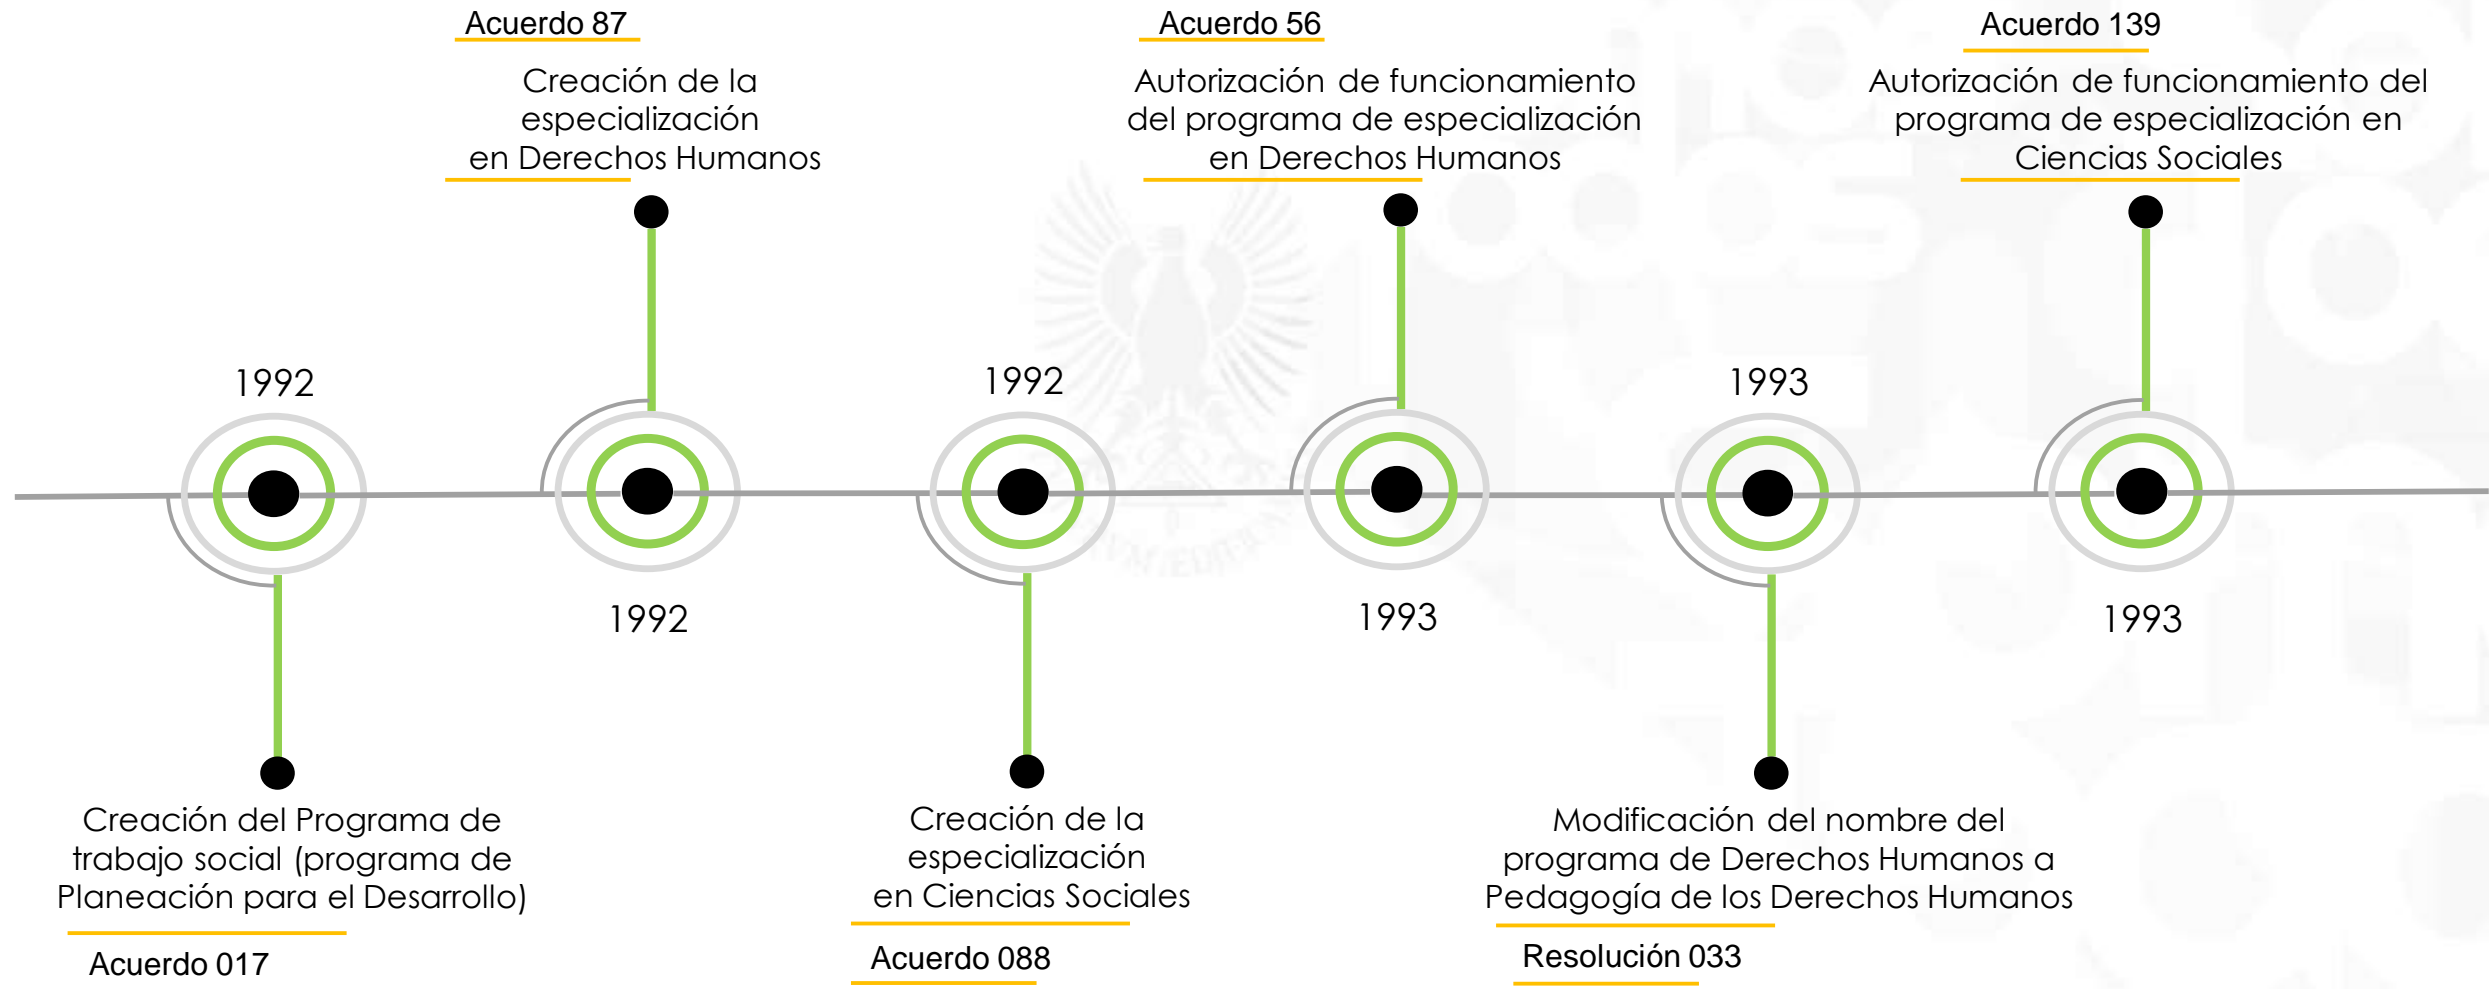 Acuerdo 87
Creación de la
especialización
en Derechos Humanos
Acuerdo 56
Autorización de funcionamiento
del programa de especialización
en Derechos Humanos
Acuerdo 139
Autorización de funcionamiento del
programa de especialización en
Ciencias Sociales
1992
1992
1992
1993
1993
1993
Creación del Programa de
trabajo social (programa de
Planeación para el Desarrollo)
Acuerdo 017
Creación de la
especialización
en Ciencias Sociales
Acuerdo 088
Modificación del nombre del
programa de Derechos Humanos a
Pedagogía de los Derechos Humanos
Resolución 033